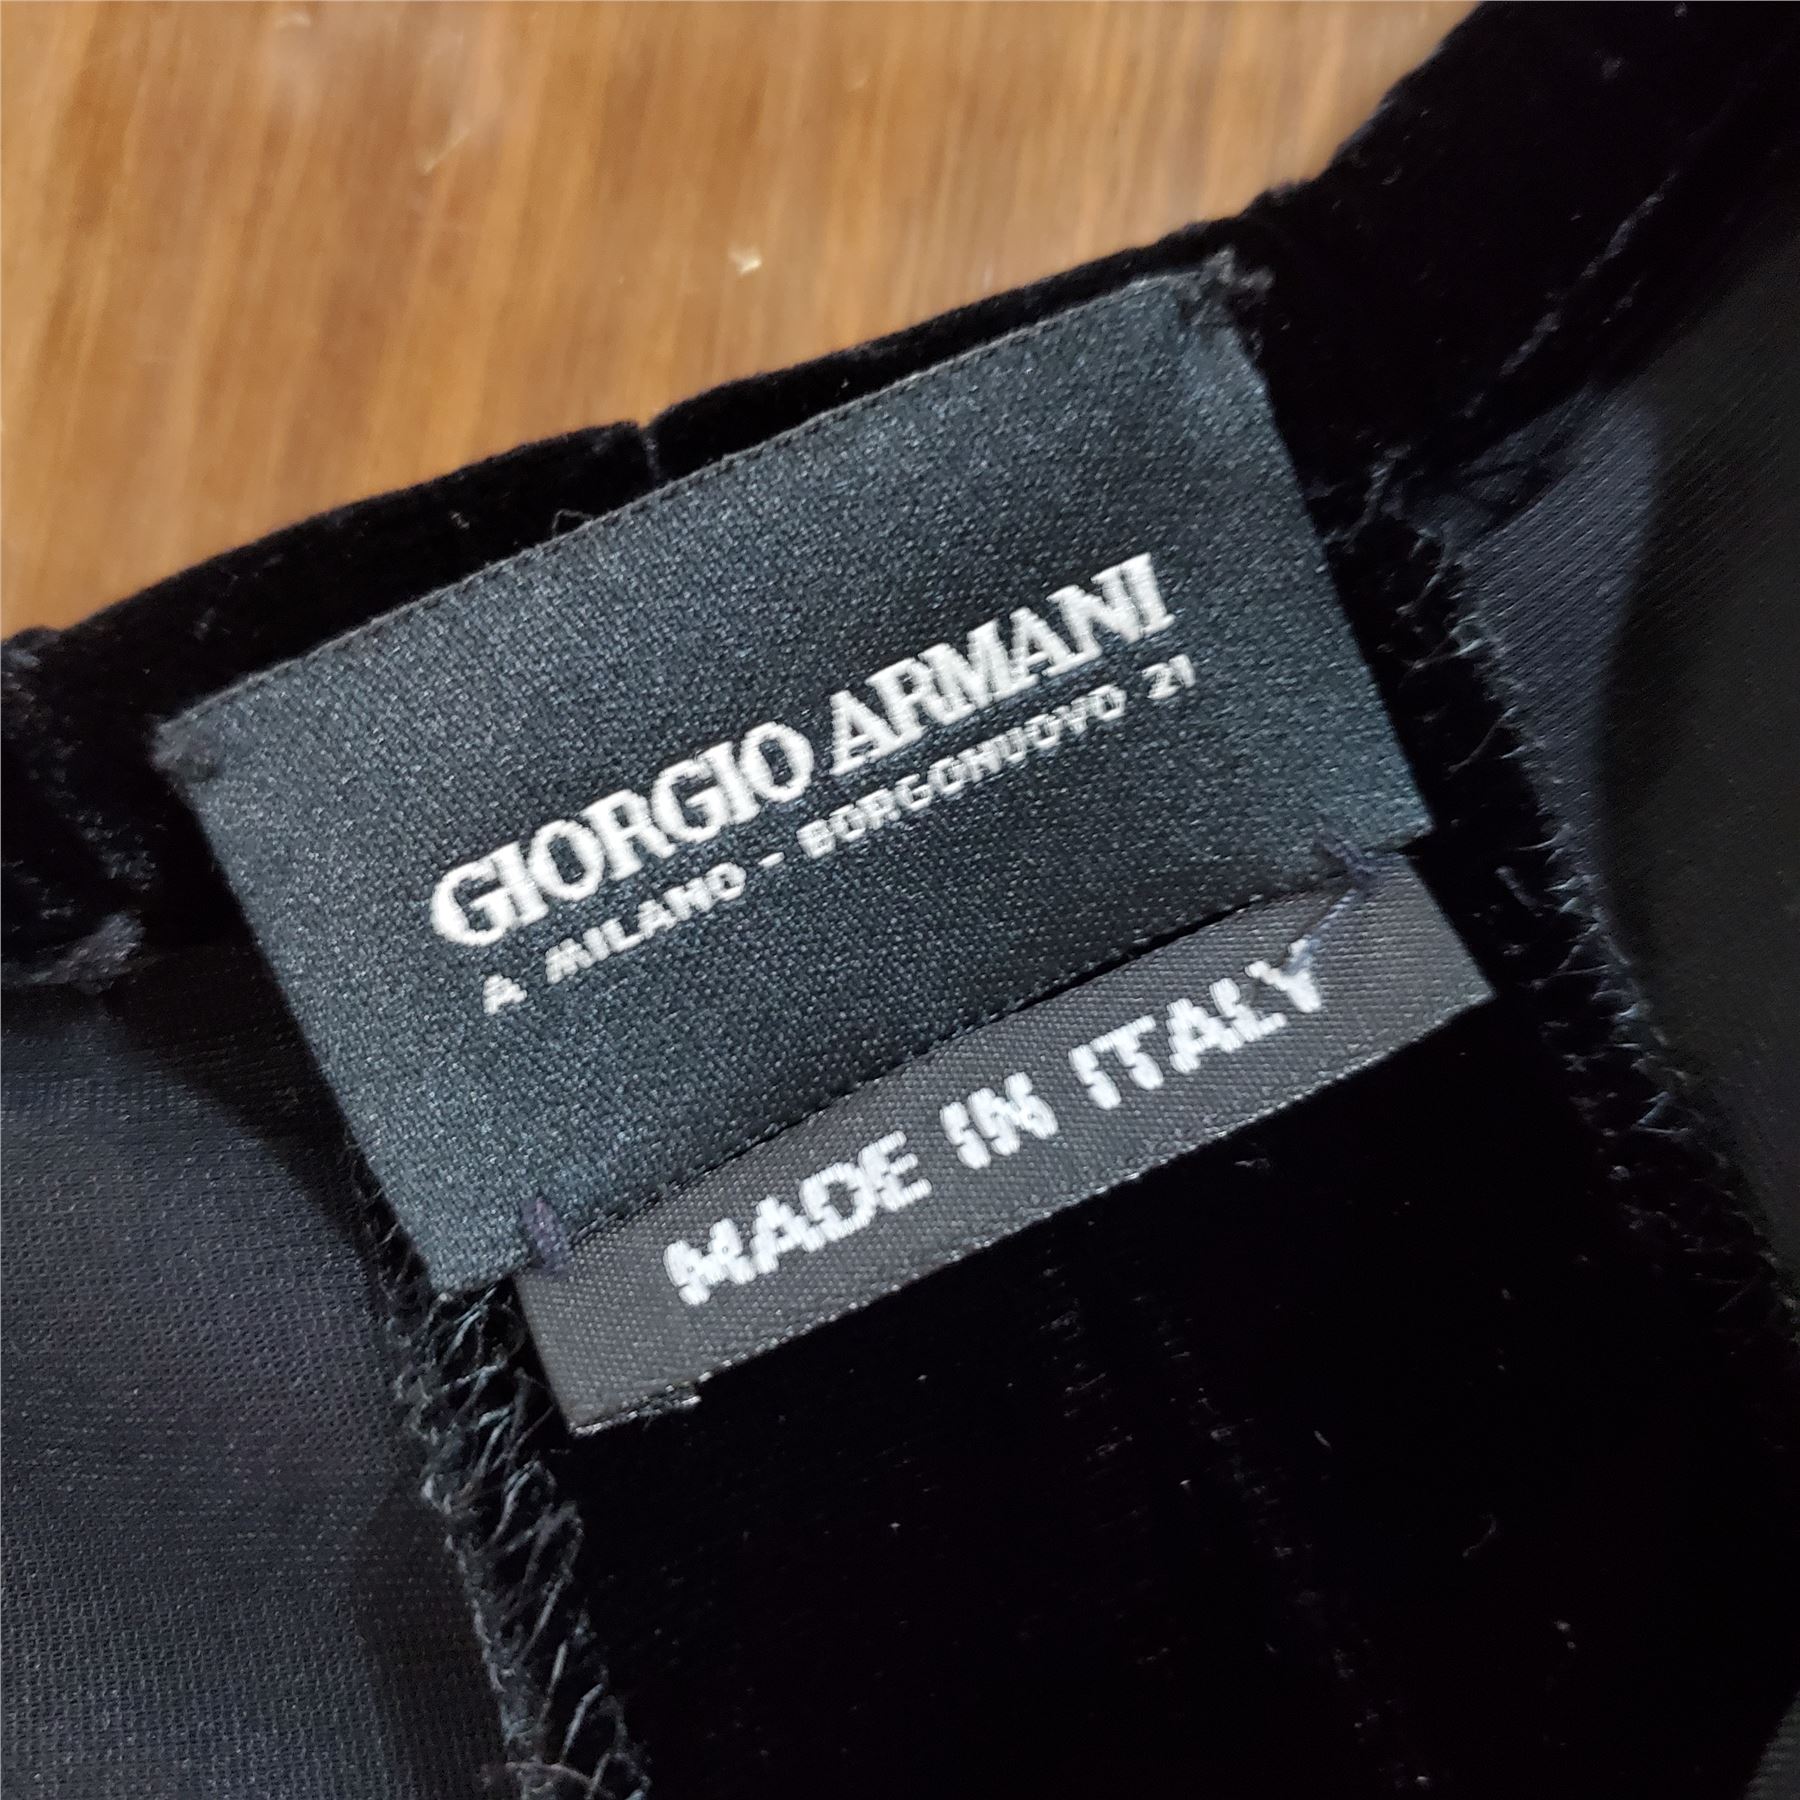 GIORGIO ARMANI
A MILANO - BORGONUOVO 21
MADE IN ITALY